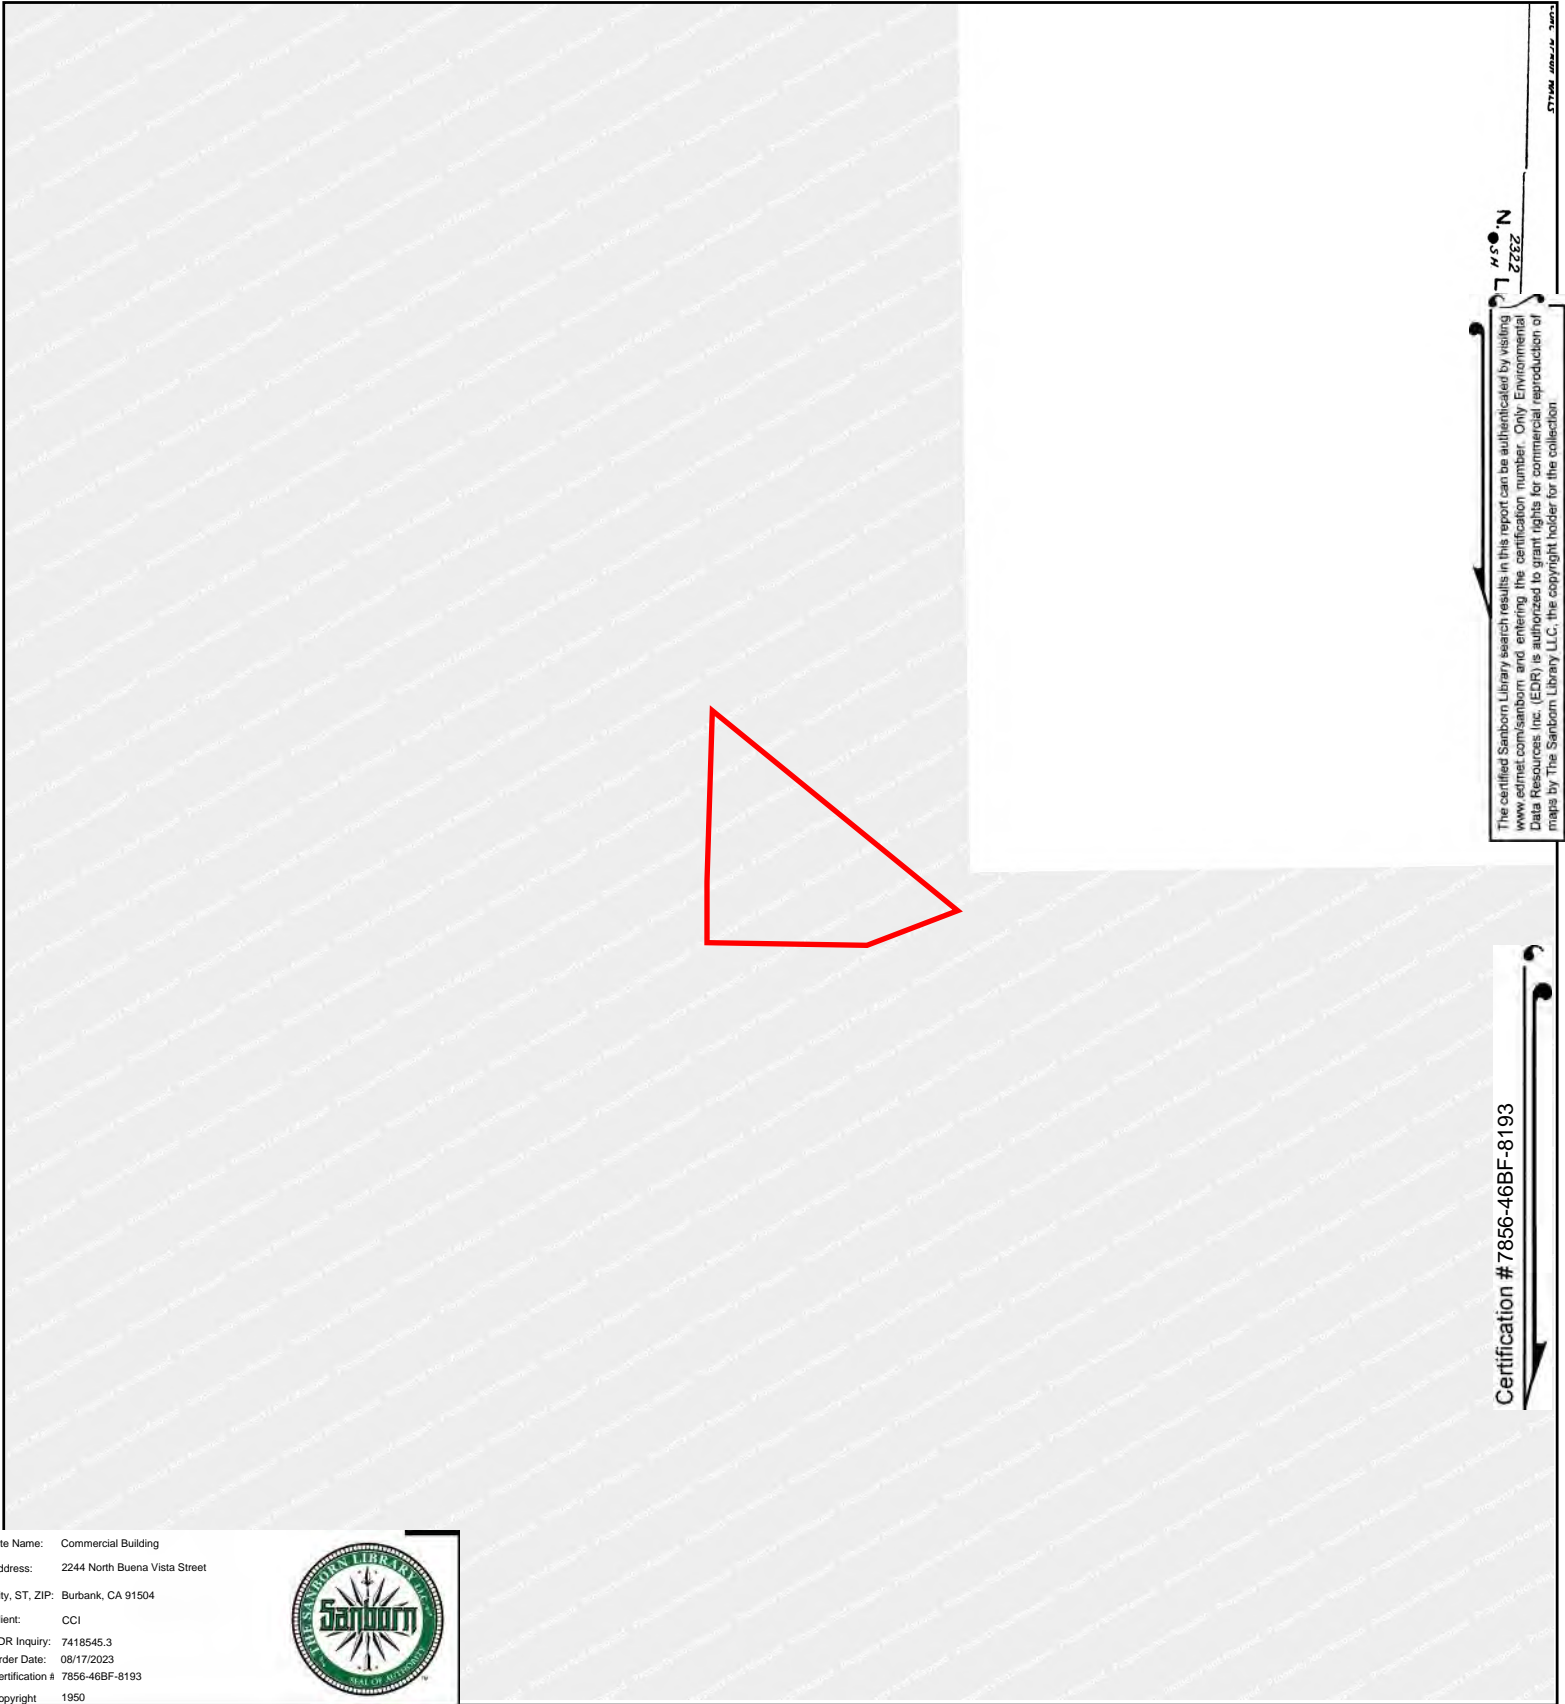 N. 2322 L
SH
The certified Sanborn Library search results in this report can be authenticated by visiting
www.edrnet.com/sanborn and entering the certification number. Only Environmental
Data Resources Inc. (EDR) is authorized to grant rights for commercial reproduction of
maps by The Sanborn Library LLC, the copyright holder for the collection.
Certification # 7856-46BF-8193
te Name: Commercial Building
ddress: 2244 North Buena Vista Street
ty, ST, ZIP: Burbank, CA 91504
ient: CCI
DR Inquiry: 7418545.3
rder Date: 08/17/2023
ertification # 7856-46BF-8193
opyright 1950
THE SANBORN LIBRARY LLC
Sanborn
SEAL OF AUTHENTICITY
TM
Property Not Mapped